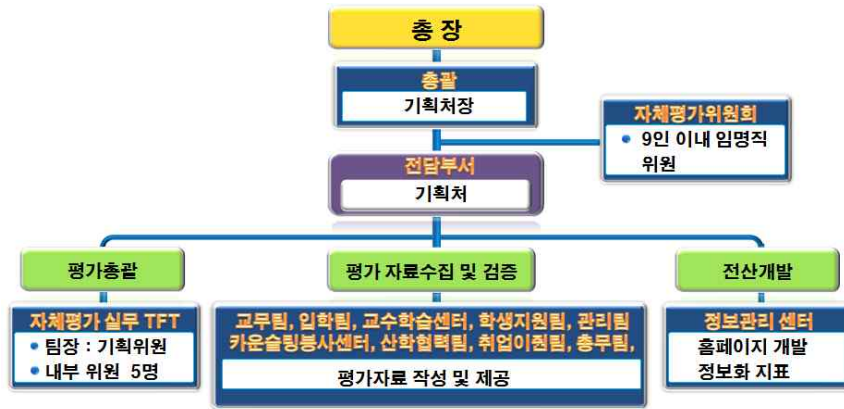 총 장
총괄
기획처장
자체평가위원회
• 9인 이내 임명직
위원
전담부서
기획처
평가총괄
평가 자료수집 및 검증
전산개발
자체평가 실무 TFT
• 팀장 : 기획위원
• 내부 위원 5명
교무팀, 입학팀, 교수학습센터, 학생지원팀, 관리팀
카운슬링봉사센터, 산학협력팀, 취업이줜팀, 총무팀,
평가자료 작성 및 제공
정보관리 센터
홈페이지 개발
정보화 지표